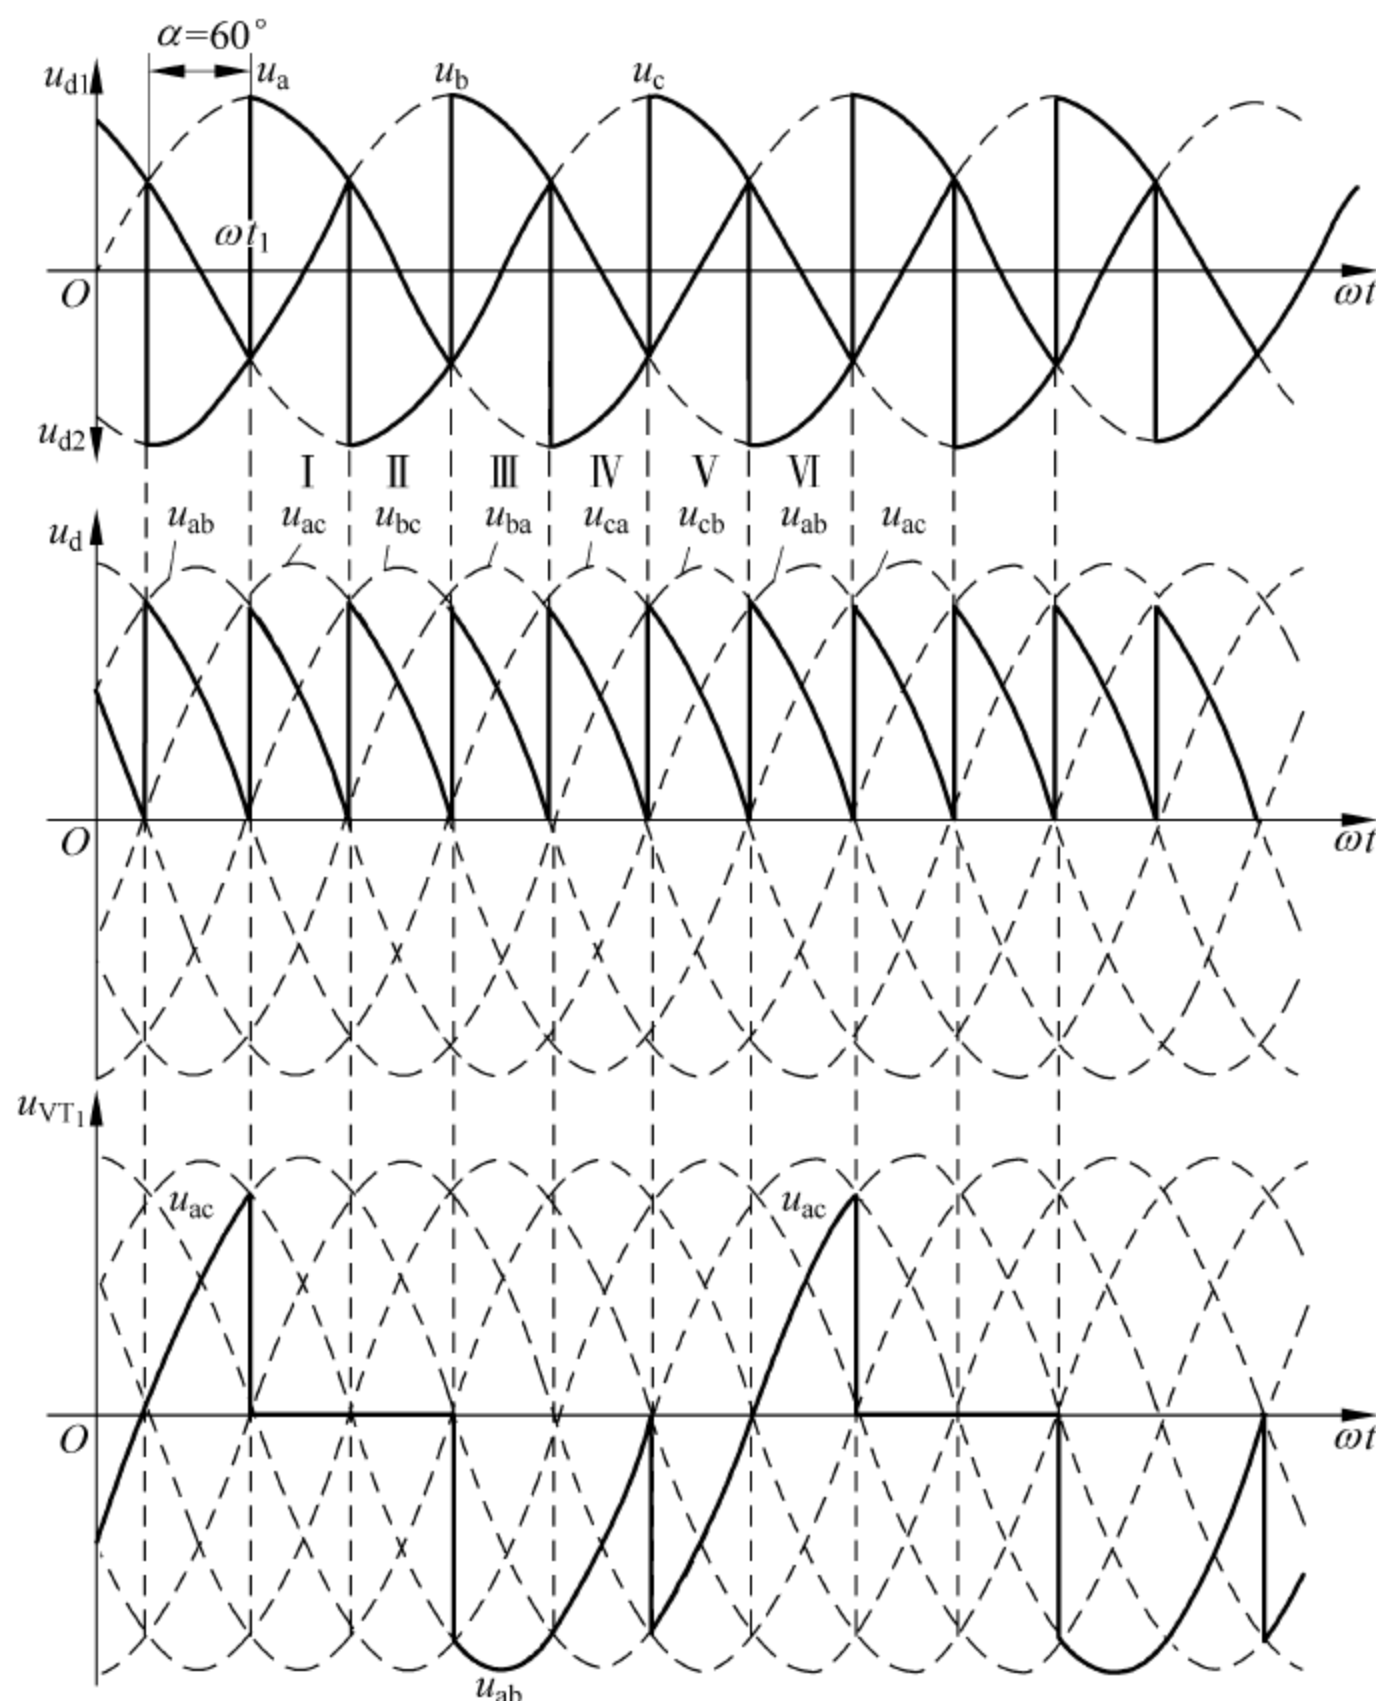 α=60°
u_d1 u_a u_b u_c
ωt_1
O ωt
u_d2
Ⅰ Ⅱ Ⅲ Ⅳ Ⅴ Ⅵ
u_d u_ab u_ac u_bc u_ba u_ca u_cb u_ab u_ac
O ωt
u_VT1
u_ac u_ac
O ωt
u_ab